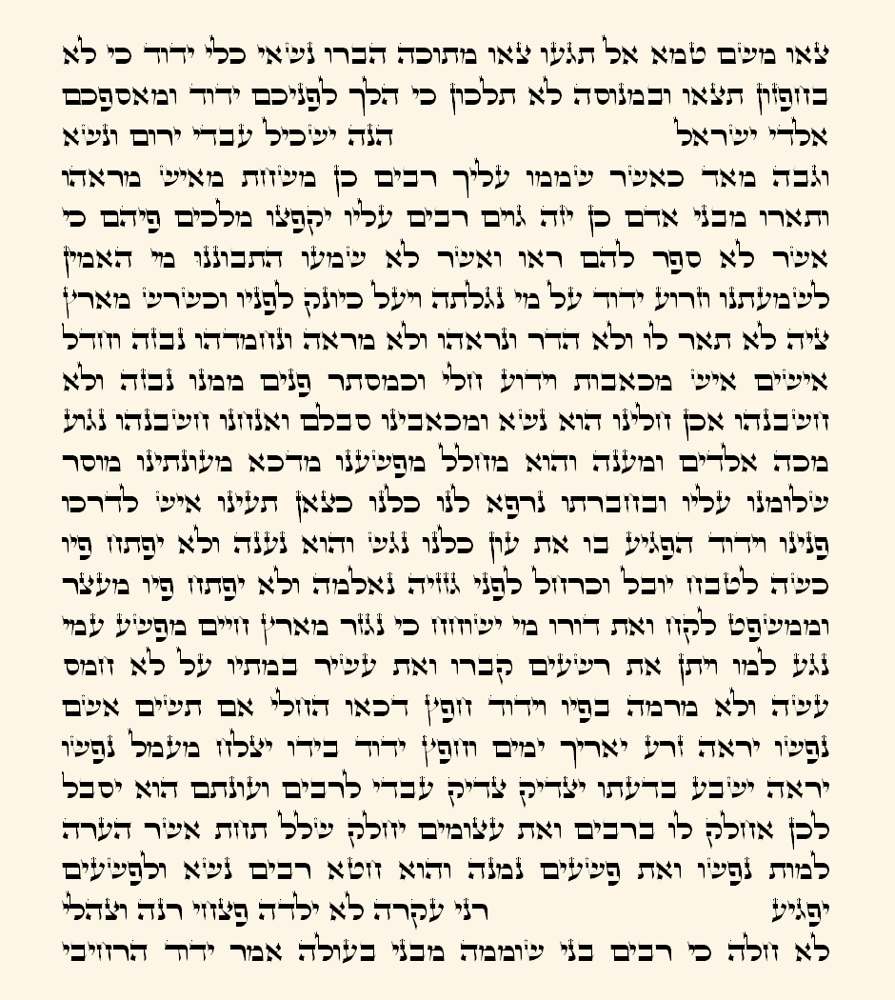 צאו משם טמא אל תגעו צאו מתוכה הברו נשאי כלי ידוד כי לא
בחפזון תצאו ובמנוסה לא תלכון כי הלך לפניכם ידוד ומאספכם
אלדי ישראל הנה ישכיל עבדי ירום ונשא
וגבה מאד כאשר שממו עליך רבים כן משחת מאיש מראהו
ותארו מבני אדם כן יזה גוים רבים עליו יקפצו מלכים פיהם כי
אשר לא ספר להם ראו ואשר לא שמעו התבוננו מי האמין
לשמעתנו וזרוע ידוד על מי נגלתה ויעל כיונק לפניו וכשרש מארץ
ציה לא תאר לו ולא הדר ונראהו ולא מראה ונחמדהו נבזה וחדל
אישים איש מכאבות וידוע חלי וכמסתר פנים ממנו נבזה ולא
חשבנהו אכן חלינו הוא נשא ומכאבינו סבלם ואנחנו חשבנהו נגוע
מכה אלדים ומענה והוא מחלל מפשענו מדכא מעונתינו מוסר
שלומנו עליו ובחברתו נרפא לנו כלנו כצאן תעינו איש לדרכו
פנינו וידוד הפגיע בו את עון כלנו נגש והוא נענה ולא יפתח פיו
כשה לטבח יובל וכרחל לפני גזזיה נאלמה ולא יפתח פיו מעצר
וממשפט לקח ואת דורו מי ישוחח כי נגזר מארץ חיים מפשע עמי
נגע למו ויתן את רשעים קברו ואת עשיר במתיו על לא חמס
עשה ולא מרמה בפיו וידוד חפץ דכאו החלי אם תשים אשם
נפשו יראה זרע יאריך ימים וחפץ ידוד בידו יצלח מעמל נפשו
יראה ישבע בדעתו יצדיק צדיק עבדי לרבים ועונתם הוא יסבל
לכן אחלק לו ברבים ואת עצומים יחלק שלל תחת אשר הערה
למות נפשו ואת פשעים נמנה והוא חטא רבים נשא ולפשעים
יפגיע רני עקרה לא ילדה פצחי רנה וצהלי
לא חלה כי רבים בני שוממה מבני בעולה אמר ידוד הרחיבי